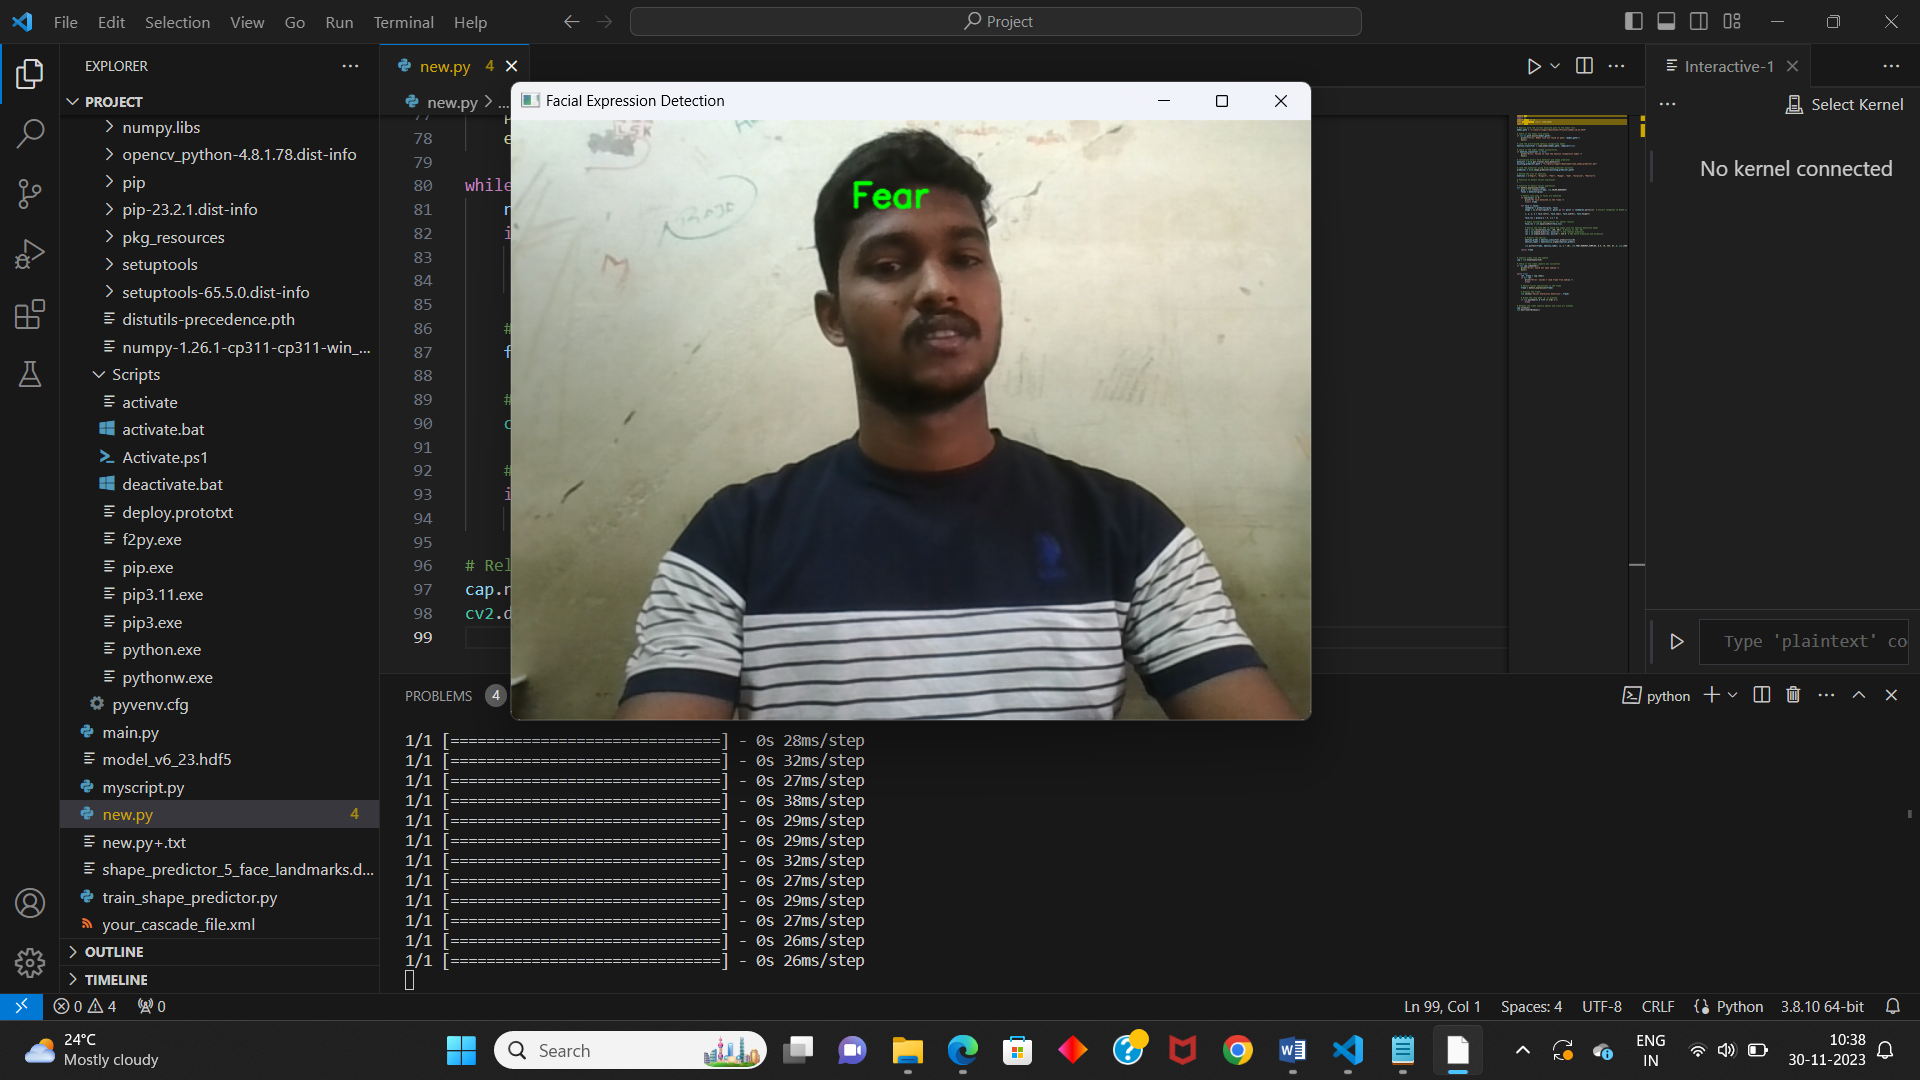 File Edit Selection View Go Run Terminal Help
Project
EXPLORER
PROJECT
numpy.libs
opencv_python-4.8.1.78.dist-info
pip
pip-23.2.1.dist-info
pkg_resources
setuptools
setuptools-65.5.0.dist-info
distutils-precedence.pth
numpy-1.26.1-cp311-cp311-win_...
Scripts
activate
activate.bat
Activate.ps1
deactivate.bat
deploy.prototxt
f2py.exe
pip.exe
pip3.11.exe
pip3.exe
python.exe
pythonw.exe
pyvenv.cfg
main.py
model_v6_23.hdf5
myscript.py
new.py 4
new.py+.txt
shape_predictor_5_face_landmarks.d...
train_shape_predictor.py
your_cascade_file.xml
OUTLINE
TIMELINE
new.py 4
new.py > ...
78 e
79
80 while
81
82 i
83
84
85
86 #
87 f
88
89 #
90 c
91
92 #
93 i
94
95
96 # Rel
97 cap.r
98 cv2.d
99
Facial Expression Detection
LSK
Fear
M
Interactive-1
Select Kernel
No kernel connected
Type 'plaintext' co
PROBLEMS 4
python
1/1 [==============================] - 0s 28ms/step
1/1 [==============================] - 0s 32ms/step
1/1 [==============================] - 0s 27ms/step
1/1 [==============================] - 0s 38ms/step
1/1 [==============================] - 0s 29ms/step
1/1 [==============================] - 0s 29ms/step
1/1 [==============================] - 0s 32ms/step
1/1 [==============================] - 0s 27ms/step
1/1 [==============================] - 0s 29ms/step
1/1 [==============================] - 0s 27ms/step
1/1 [==============================] - 0s 26ms/step
1/1 [==============================] - 0s 26ms/step
0 4 0
Ln 99, Col 1 Spaces: 4 UTF-8 CRLF Python 3.8.10 64-bit
24°C
Mostly cloudy
Search
ENG
IN
10:38
30-11-2023